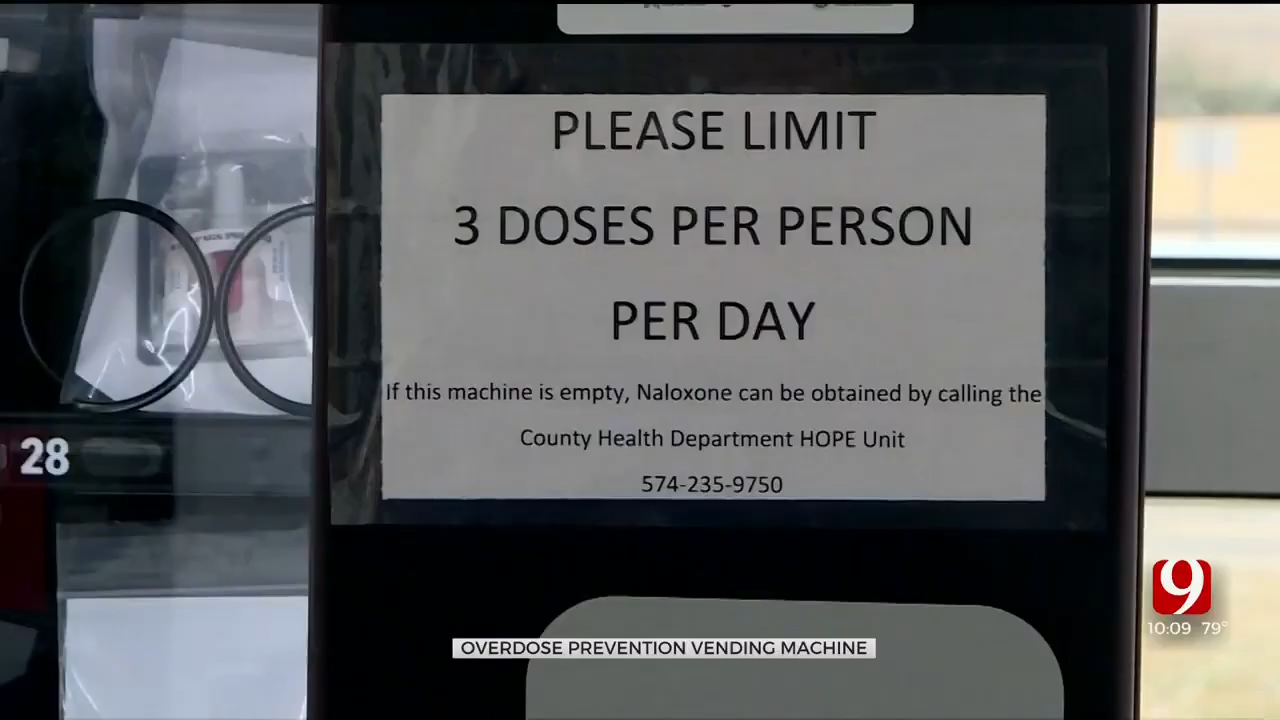 PLEASE LIMIT
3 DOSES PER PERSON
PER DAY
If this machine is empty, Naloxone can be obtained by calling the
County Health Department HOPE Unit
574-235-9750
28
OVERDOSE PREVENTION VENDING MACHINE
9
10:09 79°